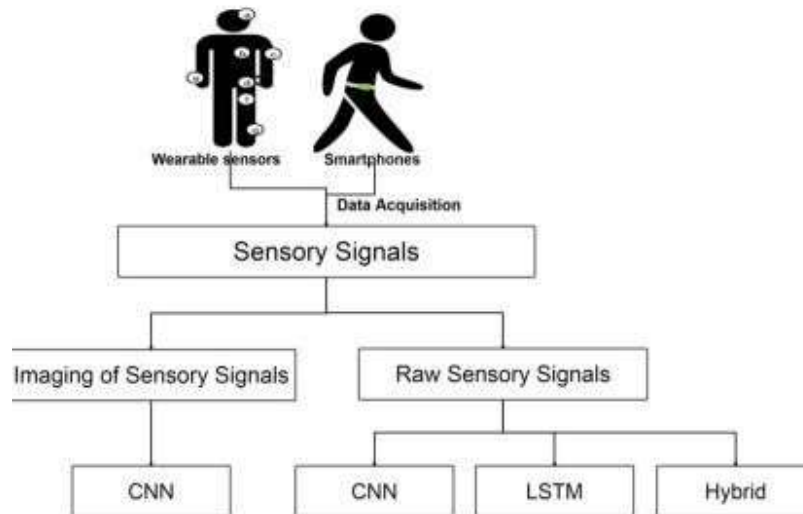 Wearable sensors
Smartphones
Data Acquisition
Sensory Signals
Imaging of Sensory Signals
Raw Sensory Signals
CNN
CNN
LSTM
Hybrid